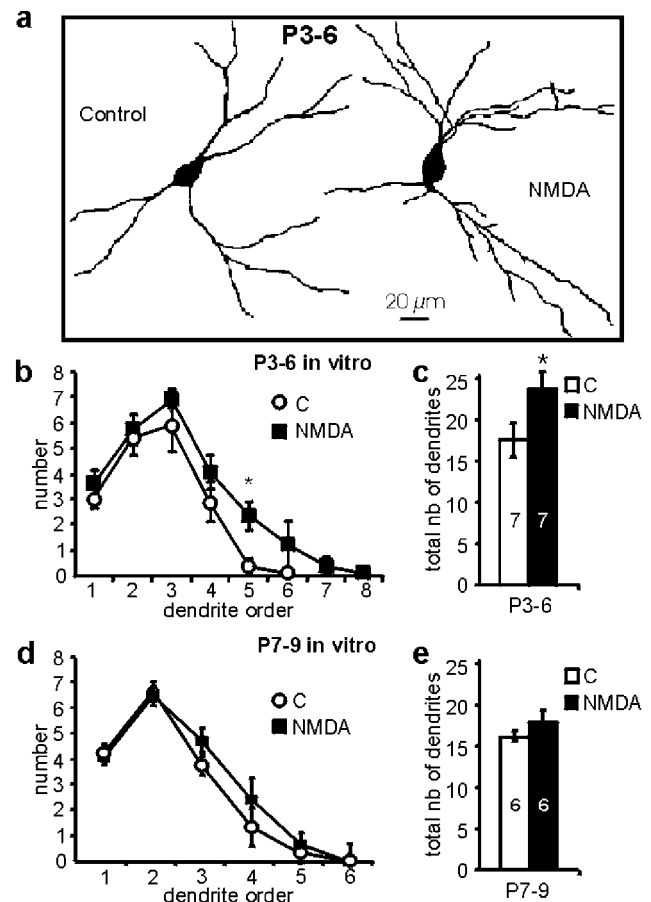 a
P3-6
Control
NMDA
20 µm
b
P3-6 in vitro
C
NMDA
8
7
6
5
4
3
2
1
0
number
*
1 2 3 4 5 6 7 8
dendrite order
c
*
C
NMDA
25
20
15
10
5
0
total nb of dendrites
7 7
P3-6
d
P7-9 in vitro
C
NMDA
8
7
6
5
4
3
2
1
0
number
1 2 3 4 5 6
dendrite order
e
C
NMDA
25
20
15
10
5
0
total nb of dendrites
6 6
P7-9